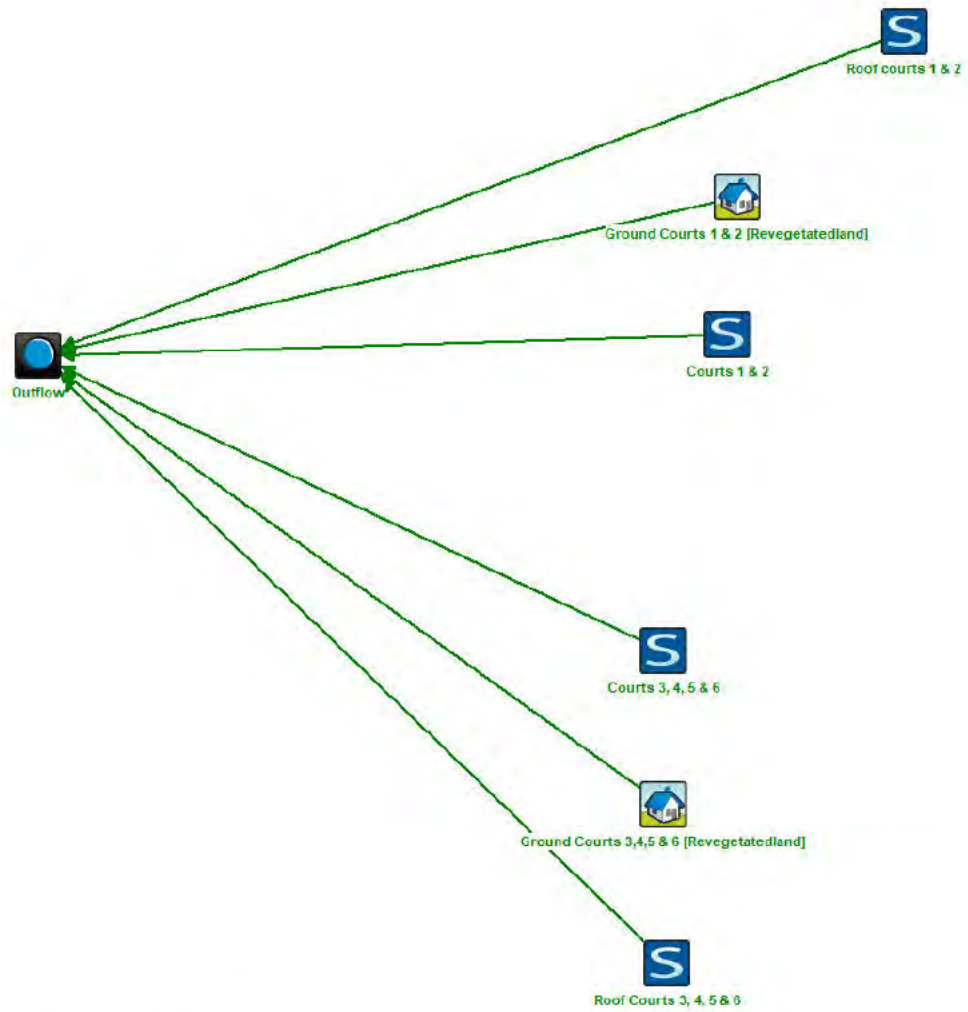 Roof courts 1 & 2
Ground Courts 1 & 2 [Revegetatedland]
Courts 1 & 2
Outflow
Courts 3, 4, 5 & 6
Ground Courts 3,4,5 & 6 [Revegetatedland]
Roof Courts 3, 4, 5 & 6